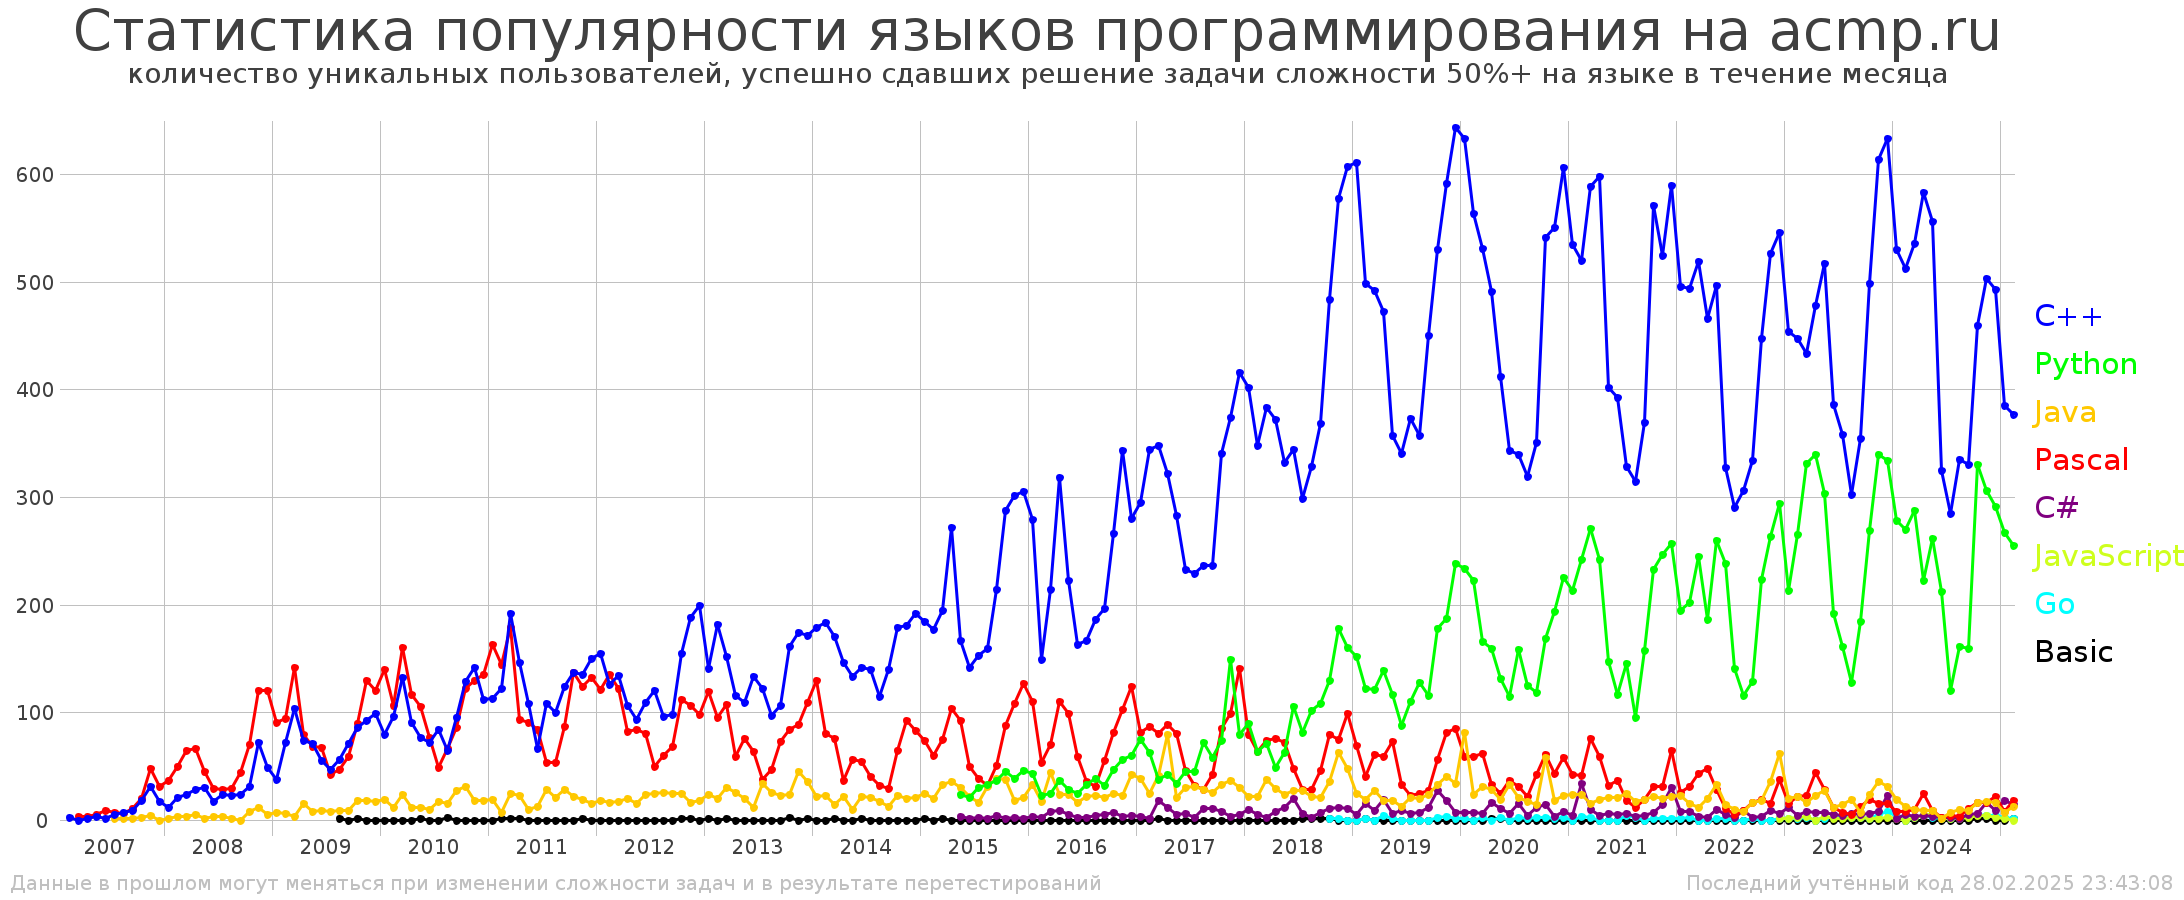 Статистика популярности языков программирования на acmp.ru
количество уникальных пользователей, успешно сдавших решение задачи сложности 50%+ на языке в течение месяца
600
500
400
300
200
100
0
C++
Python
Java
Pascal
C#
JavaScript
Go
Basic
2007 2008 2009 2010 2011 2012 2013 2014 2015 2016 2017 2018 2019 2020 2021 2022 2023 2024
Данные в прошлом могут меняться при изменении сложности задач и в результате перетестирований
Последний учтённый код 28.02.2025 23:43:08